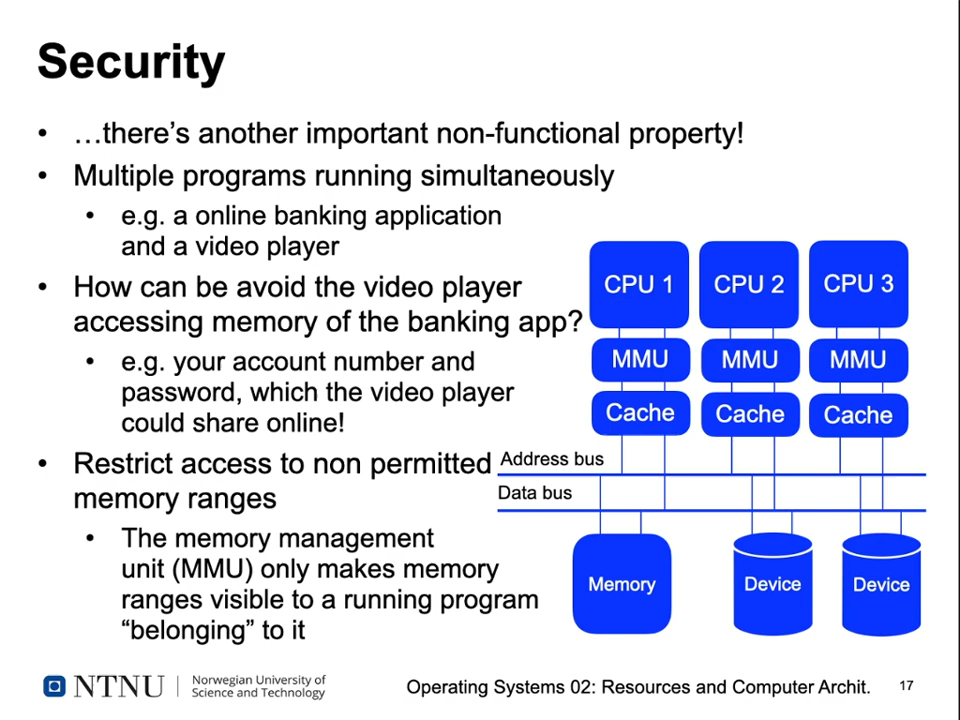 Security
• …there's another important non-functional property!
• Multiple programs running simultaneously
• e.g. a online banking application
and a video player
• How can be avoid the video player
accessing memory of the banking app?
• e.g. your account number and
password, which the video player
could share online!
• Restrict access to non permitted
memory ranges
• The memory management
unit (MMU) only makes memory
ranges visible to a running program
“belonging” to it
CPU 1 CPU 2 CPU 3
MMU MMU MMU
Cache Cache Cache
Address bus
Data bus
Memory Device Device
NTNU
Norwegian University of
Science and Technology
Operating Systems 02: Resources and Computer Archit.
17